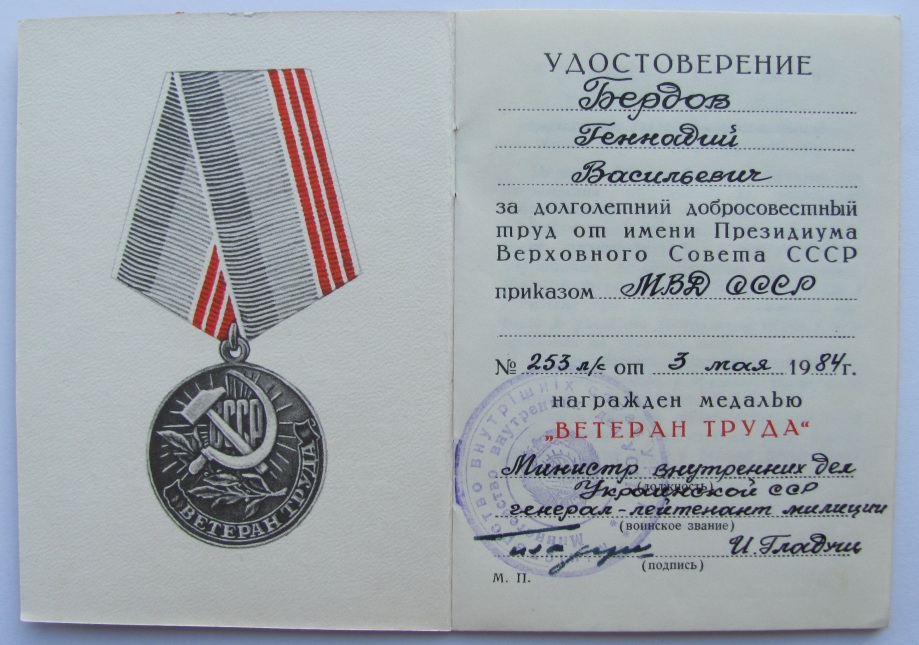 СССР
ВЕТЕРАН ТРУДА
УДОСТОВЕРЕНИЕ
Бердов
Геннадий
Васильевич
за долголетний добросовестный
труд от имени Президиума
Верховного Совета СССР
приказом МВД СССР
№ 253 л/с от 3 мая 1984 г.
награжден медалью
„ВЕТЕРАН ТРУДА“
Министр внутренних дел
(должность)
Украинской ССР
генерал-лейтенант милиции
(воинское звание)
И. Гладуш
(подпись)
М. П.